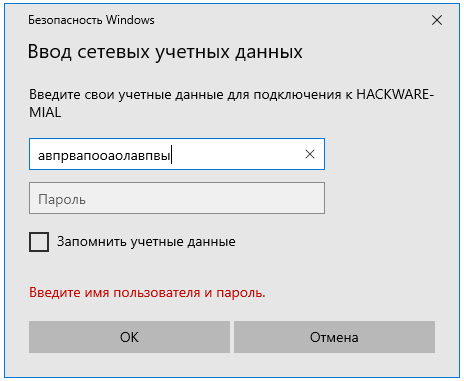 Безопасность Windows
Ввод сетевых учетных данных
Введите свои учетные данные для подключения к HACKWARE-
MIAL
авпрвапооаолавпвы
Пароль
Запомнить учетные данные
Введите имя пользователя и пароль.
ОК
Отмена